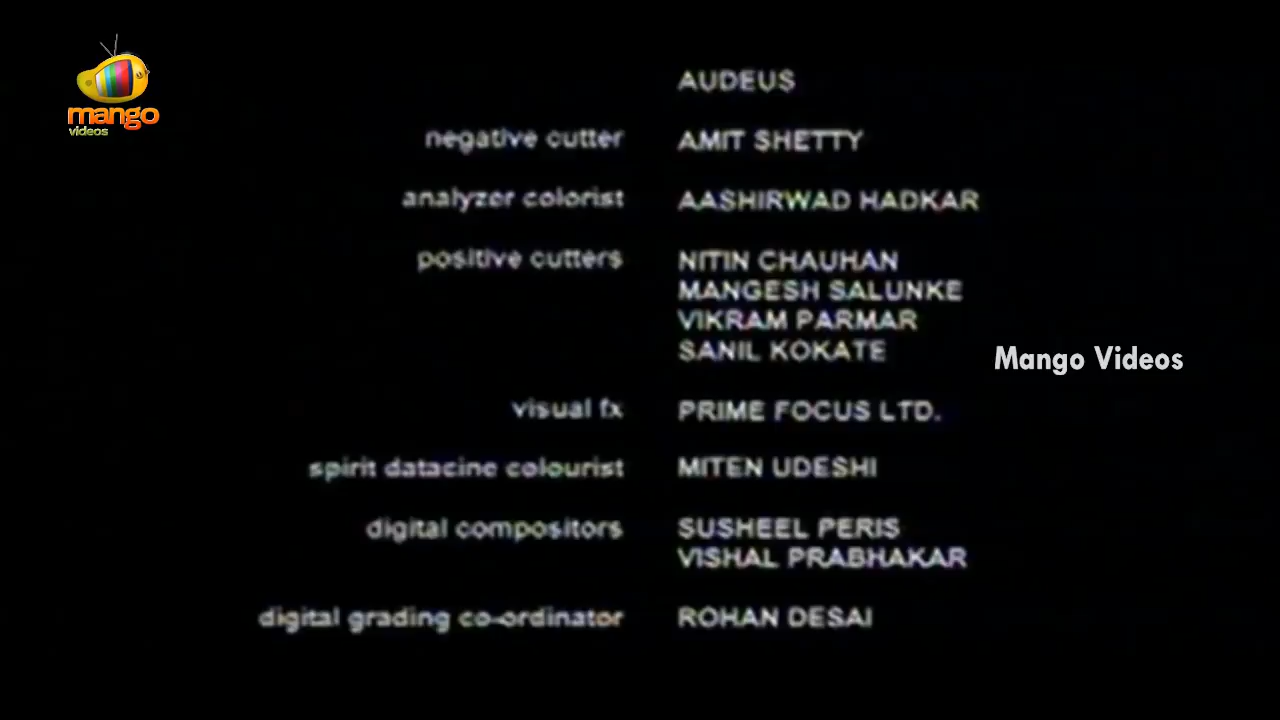 mango
videos
AUDEUS
negative cutter AMIT SHETTY
analyzer colorist AASHIRWAD HADKAR
positive cutters NITIN CHAUHAN
MANGESH SALUNKE
VIKRAM PARMAR
SANIL KOKATE
Mango Videos
visual fx PRIME FOCUS LTD.
spirit datacine colourist MITEN UDESHI
digital compositors SUSHEEL PERIS
VISHAL PRABHAKAR
digital grading co-ordinator ROHAN DESAI